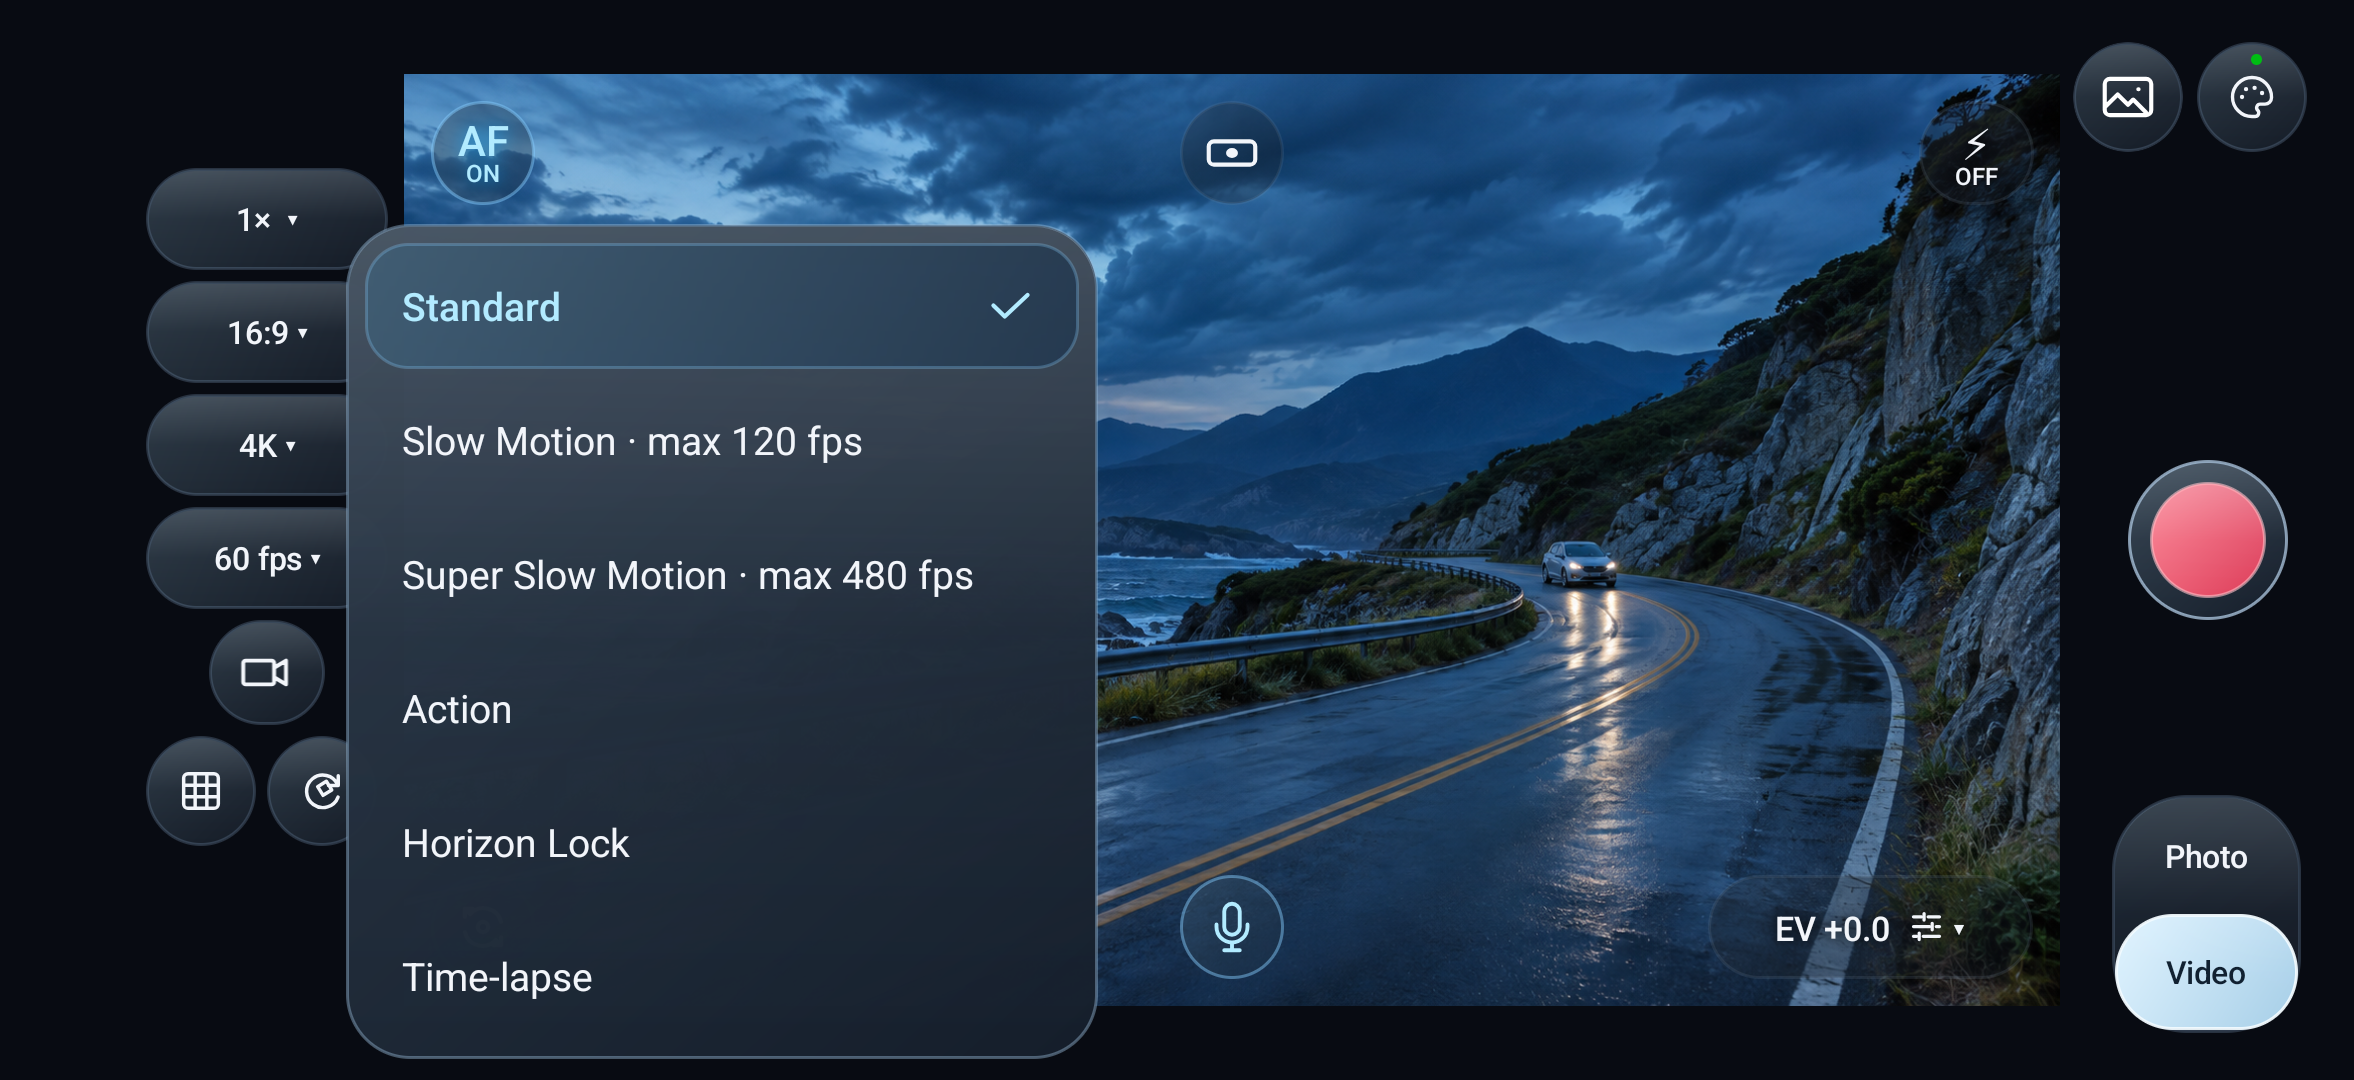 AF
ON
OFF
1× ▾
16:9 ▾
4K ▾
60 fps ▾
Standard
Slow Motion · max 120 fps
Super Slow Motion · max 480 fps
Action
Horizon Lock
Time-lapse
EV +0.0 ▾
Photo
Video